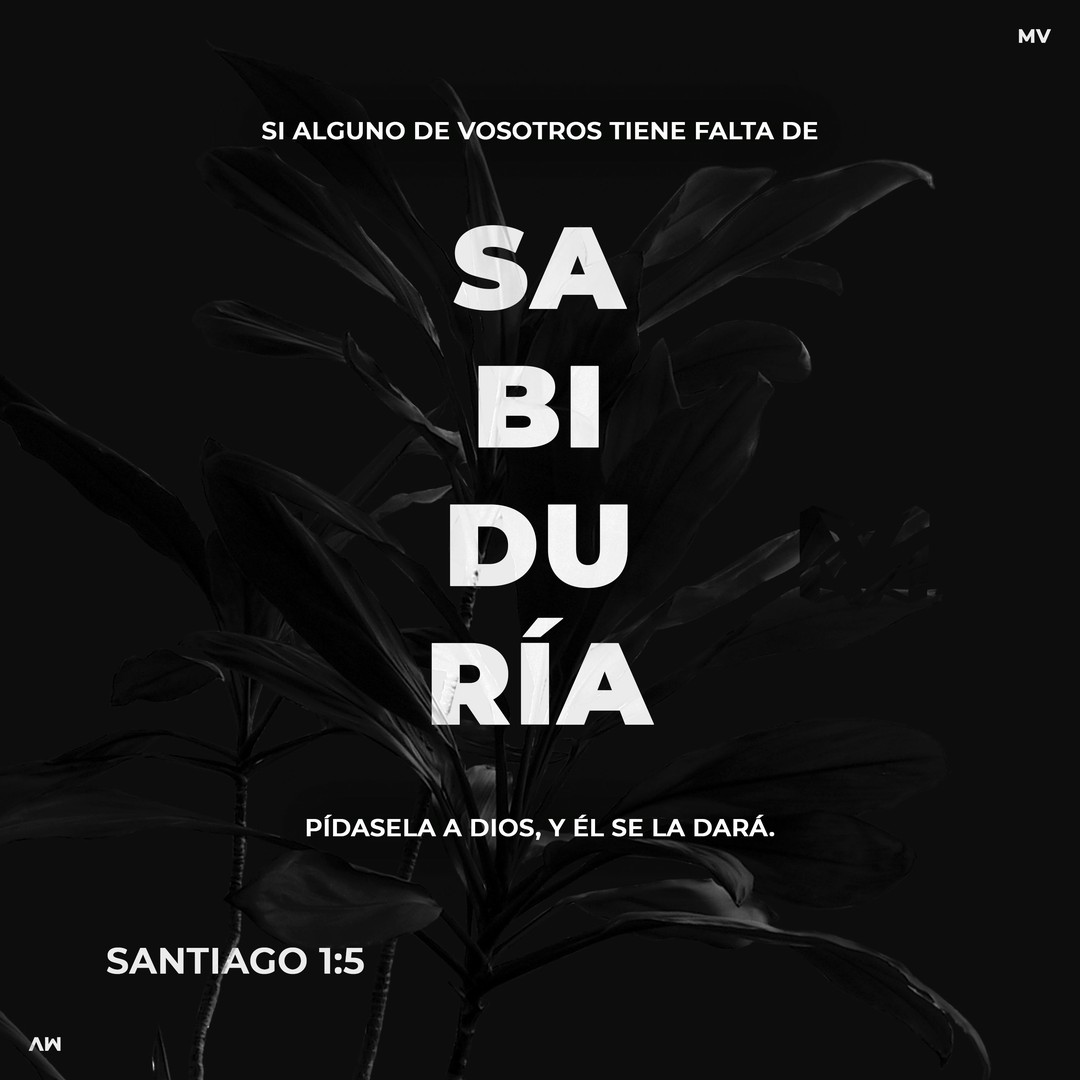 MV
SI ALGUNO DE VOSOTROS TIENE FALTA DE
SA
BI
DU
RÍA
PÍDASELA A DIOS, Y ÉL SE LA DARÁ.
SANTIAGO 1:5